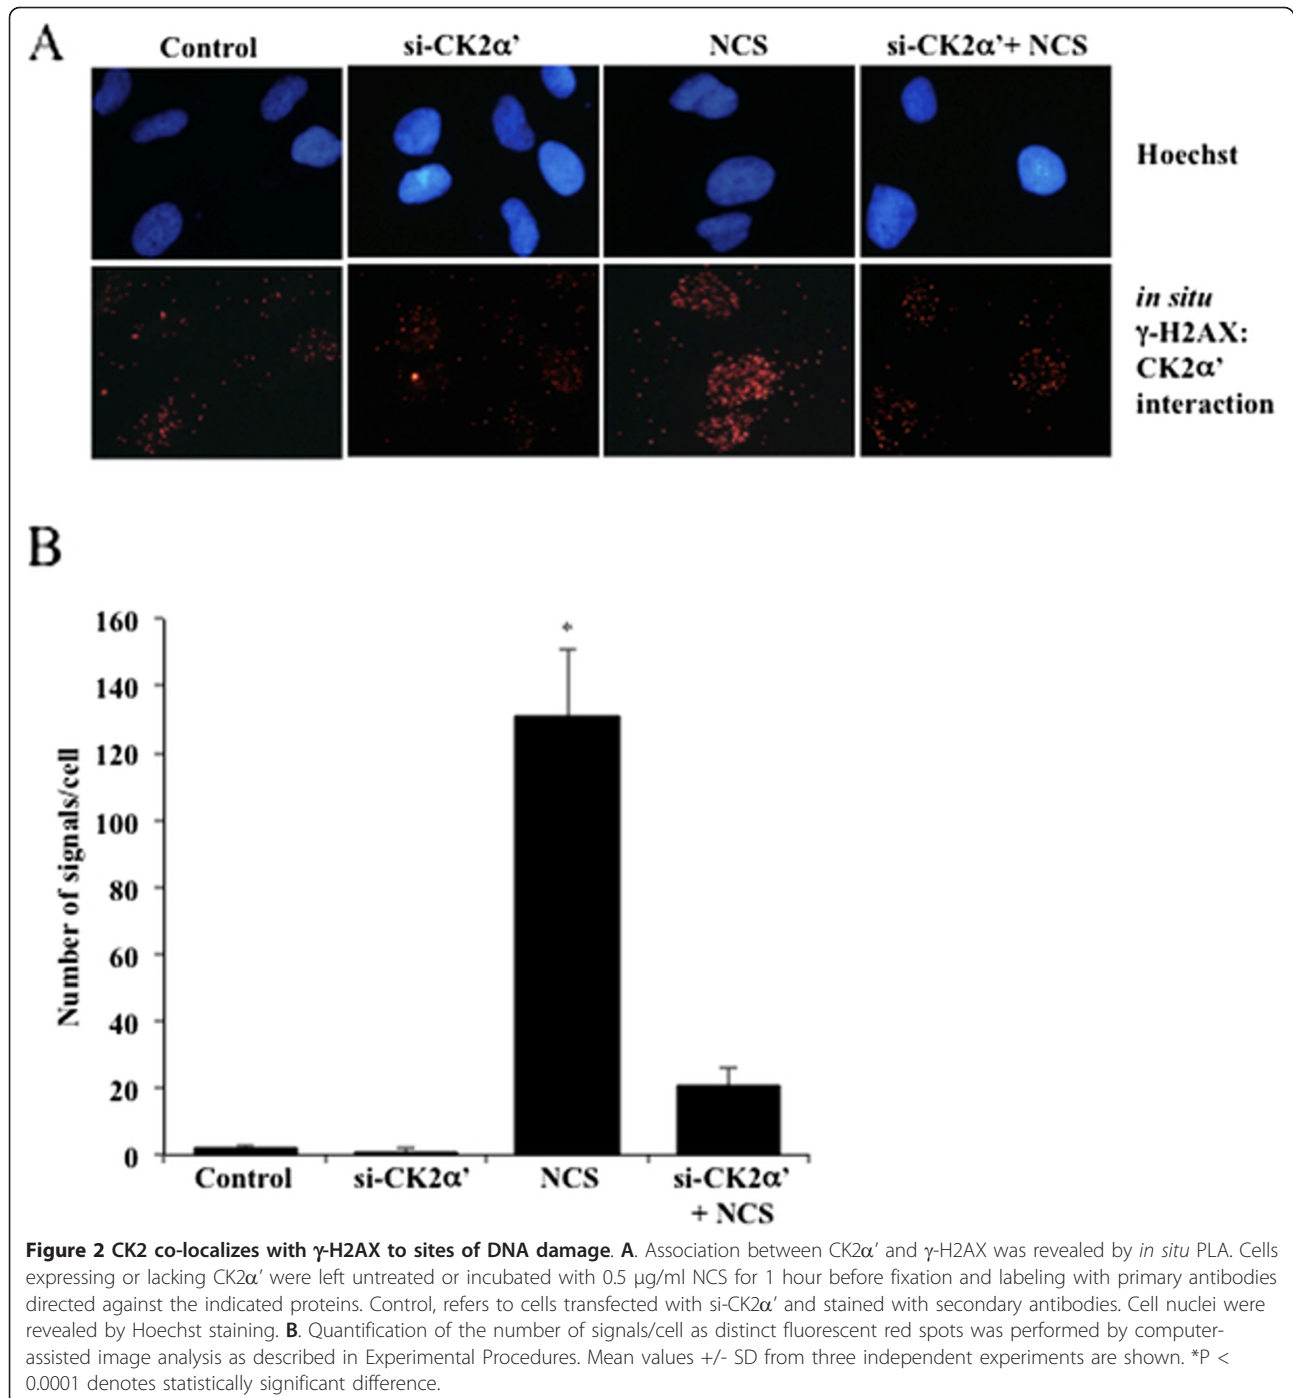 A
Control si-CK2α’ NCS si-CK2α’+ NCS
Hoechst
in situ
γ-H2AX:
CK2α’
interaction
B
Number of signals/cell
160
140
120
100
80
60
40
20
0
*
Control si-CK2α’ NCS si-CK2α’
+ NCS
Figure 2 CK2 co-localizes with γ-H2AX to sites of DNA damage. A. Association between CK2α’ and γ-H2AX was revealed by in situ PLA. Cells
expressing or lacking CK2α’ were left untreated or incubated with 0.5 μg/ml NCS for 1 hour before fixation and labeling with primary antibodies
directed against the indicated proteins. Control, refers to cells transfected with si-CK2α’ and stained with secondary antibodies. Cell nuclei were
revealed by Hoechst staining. B. Quantification of the number of signals/cell as distinct fluorescent red spots was performed by computer-
assisted image analysis as described in Experimental Procedures. Mean values +/- SD from three independent experiments are shown. *P <
0.0001 denotes statistically significant difference.